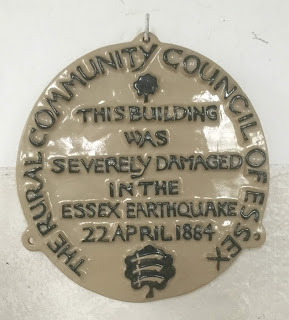 THE RURAL COMMUNITY COUNCIL OF ESSEX
THIS BUILDING
WAS
SEVERELY DAMAGED
IN THE
ESSEX EARTHQUAKE
22 APRIL 1884